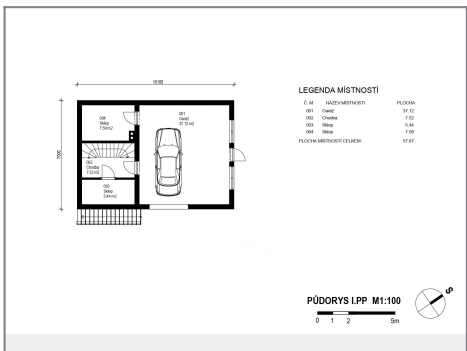 10100
7000
004
Sklep
7.59 m2
001
Garáž
37.12 m2
002
Chodba
7.52 m2
003
Sklep
5.44 m2
LEGENDA MÍSTNOSTÍ
Č. M. NÁZEV MÍSTNOSTI PLOCHA
001 Garáž 37.12
002 Chodba 7.52
003 Sklep 5.44
004 Sklep 7.59
PLOCHA MÍSTNOSTÍ CELKEM 57.67
PŮDORYS I.PP M1:100
0 1 2 5m
S